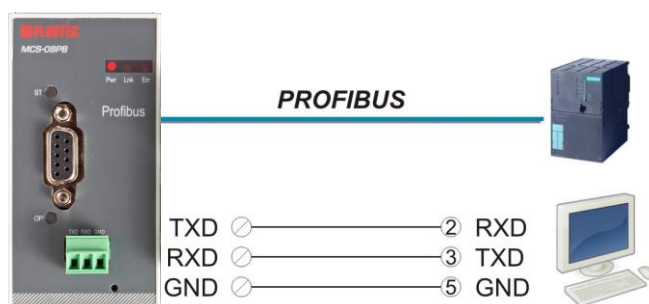 FLINTEC
MCS-08PB
Pwr Lnk Err
ST
Profibus
PROFIBUS
OP
TXD RXD GND
TXD 2 RXD
RXD 3 TXD
GND 5 GND